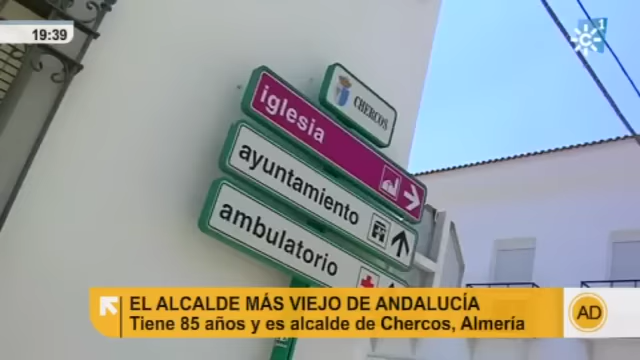 19:39
1
CHERCOS
iglesia
ayuntamiento
ambulatorio
EL ALCALDE MÁS VIEJO DE ANDALUCÍA
Tiene 85 años y es alcalde de Chercos, Almería
AD